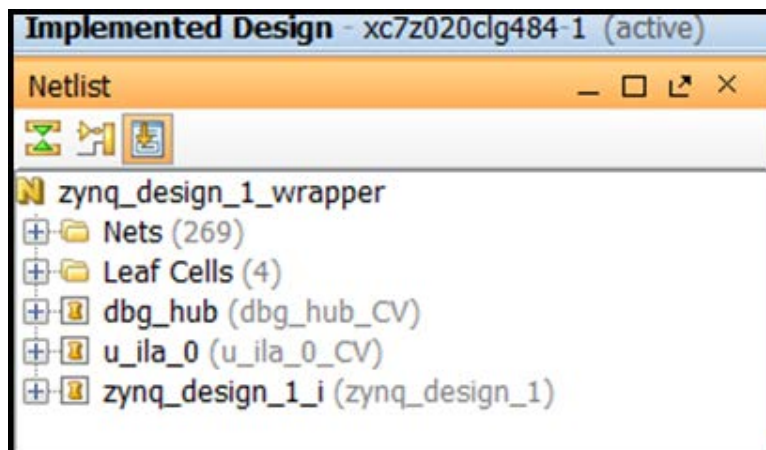 Implemented Design - xc7z020clg484-1 (active)
Netlist
zynq_design_1_wrapper
Nets (269)
Leaf Cells (4)
dbg_hub (dbg_hub_CV)
u_ila_0 (u_ila_0_CV)
zynq_design_1_i (zynq_design_1)